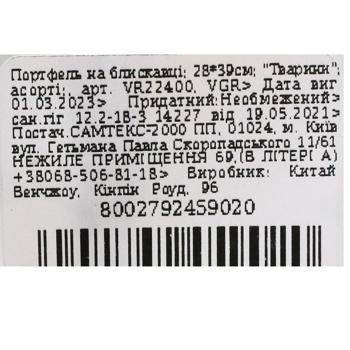 Портфель на блискавці; 28*39см; "Тварини";
асорті;, арт. VR22400, VGR> Дата виг
01.03.2023> Придатний:Необмежений>
сан.гіг 12.2-18-3 14227 від 19.05.2021>
Постач.САМТЕКС-2000 ПП, 01024, м. Київ
вул. Гетьмана Павла Скоропадського 11/61
НЕЖИЛЕ ПРИМІЩЕННЯ 69,(В ЛІТЕРІ А)
+38068-506-81-18> Виробник: Китай
Венчжоу, Кінпін Роуд, 96
8002792459020